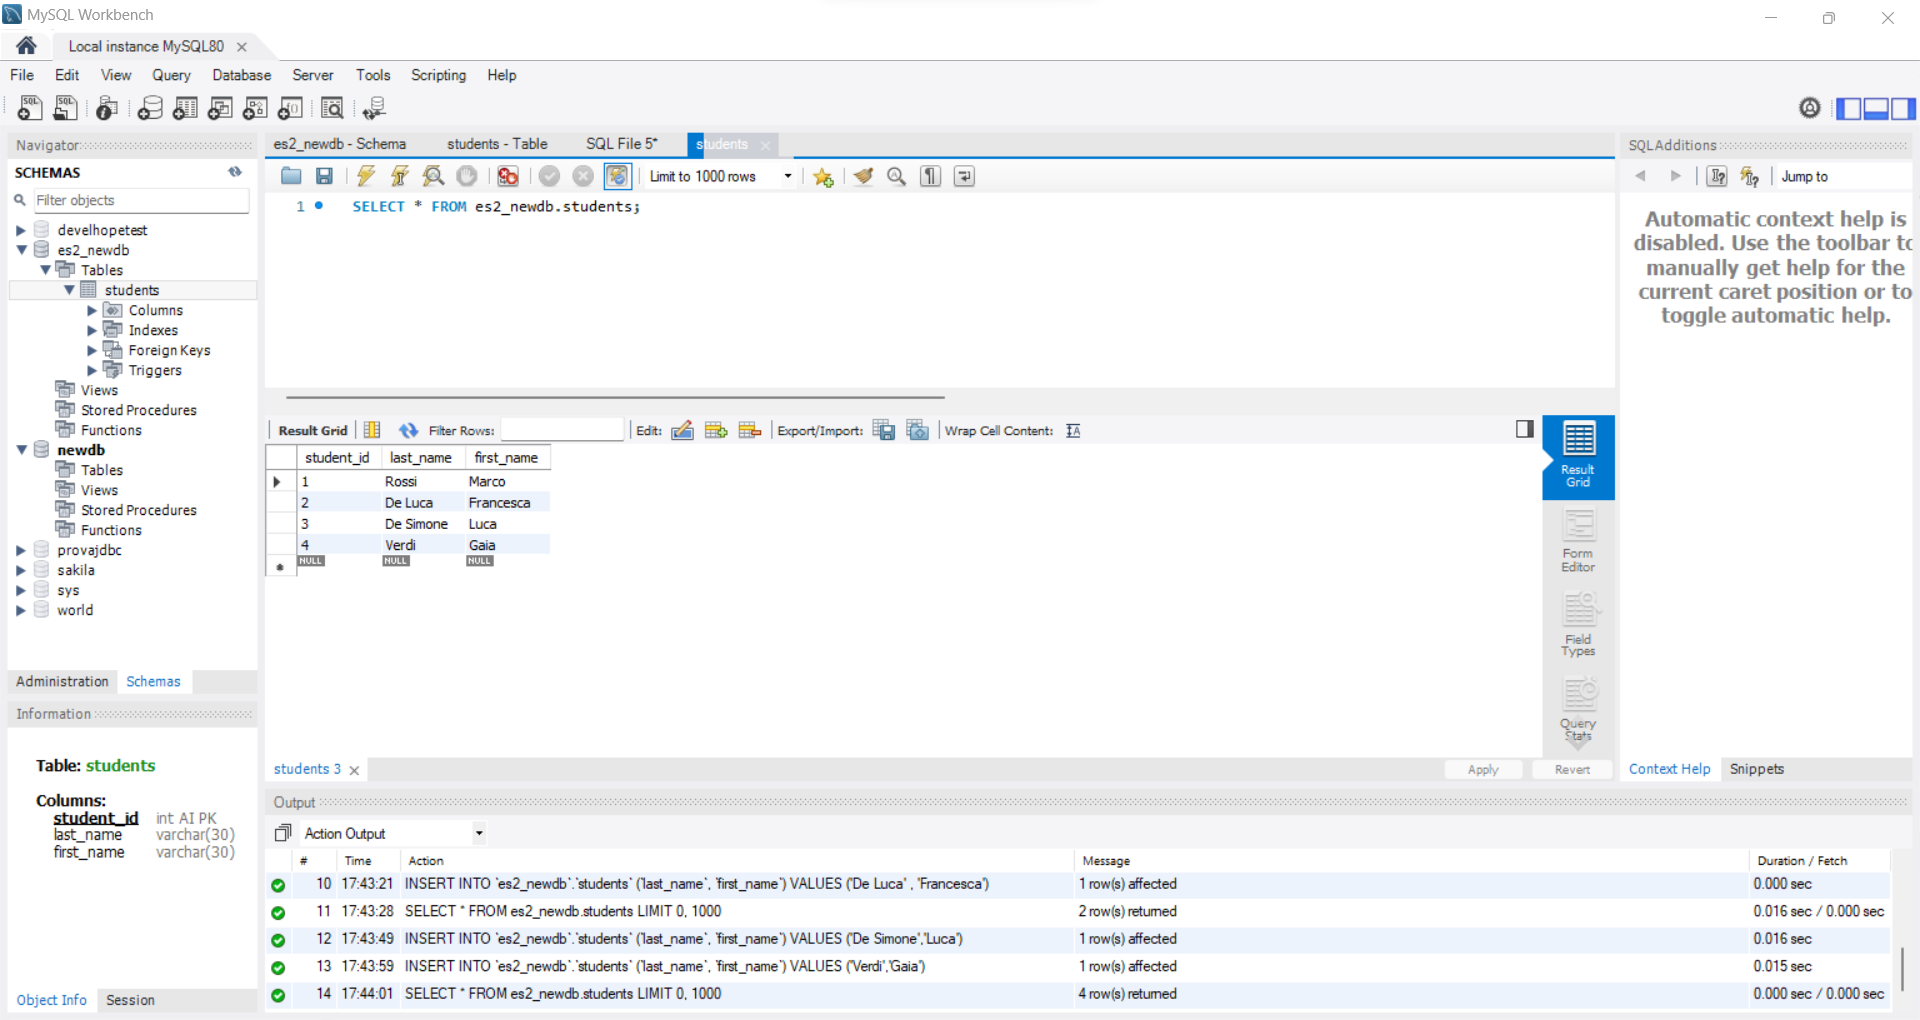 MySQL Workbench
Local instance MySQL80
File Edit View Query Database Server Tools Scripting Help
Navigator
SCHEMAS
Filter objects
develhopetest
es2_newdb
Tables
students
Columns
Indexes
Foreign Keys
Triggers
Views
Stored Procedures
Functions
newdb
Tables
Views
Stored Procedures
Functions
provajdbc
sakila
sys
world
Administration Schemas
Information
Table: students
Columns:
student_id int AI PK
last_name varchar(30)
first_name varchar(30)
Object Info Session
es2_newdb - Schema students - Table SQL File 5* students
Limit to 1000 rows
1 SELECT * FROM es2_newdb.students;
Result Grid Filter Rows: Edit: Export/Import: Wrap Cell Content:
student_id last_name first_name
1 Rossi Marco
2 De Luca Francesca
3 De Simone Luca
4 Verdi Gaia
NULL NULL NULL
Result
Grid
Form
Editor
Field
Types
Query
Stats
students 3 Apply Revert
SQLAdditions
Jump to
Automatic context help is
disabled. Use the toolbar to
manually get help for the
current caret position or to
toggle automatic help.
Context Help Snippets
Output
Action Output
# Time Action Message Duration / Fetch
10 17:43:21 INSERT INTO `es2_newdb`.`students` (`last_name`, `first_name`) VALUES ('De Luca' , 'Francesca') 1 row(s) affected 0.000 sec
11 17:43:28 SELECT * FROM es2_newdb.students LIMIT 0, 1000 2 row(s) returned 0.016 sec / 0.000 sec
12 17:43:49 INSERT INTO `es2_newdb`.`students` (`last_name`, `first_name`) VALUES ('De Simone','Luca') 1 row(s) affected 0.016 sec
13 17:43:59 INSERT INTO `es2_newdb`.`students` (`last_name`, `first_name`) VALUES ('Verdi','Gaia') 1 row(s) affected 0.015 sec
14 17:44:01 SELECT * FROM es2_newdb.students LIMIT 0, 1000 4 row(s) returned 0.000 sec / 0.000 sec